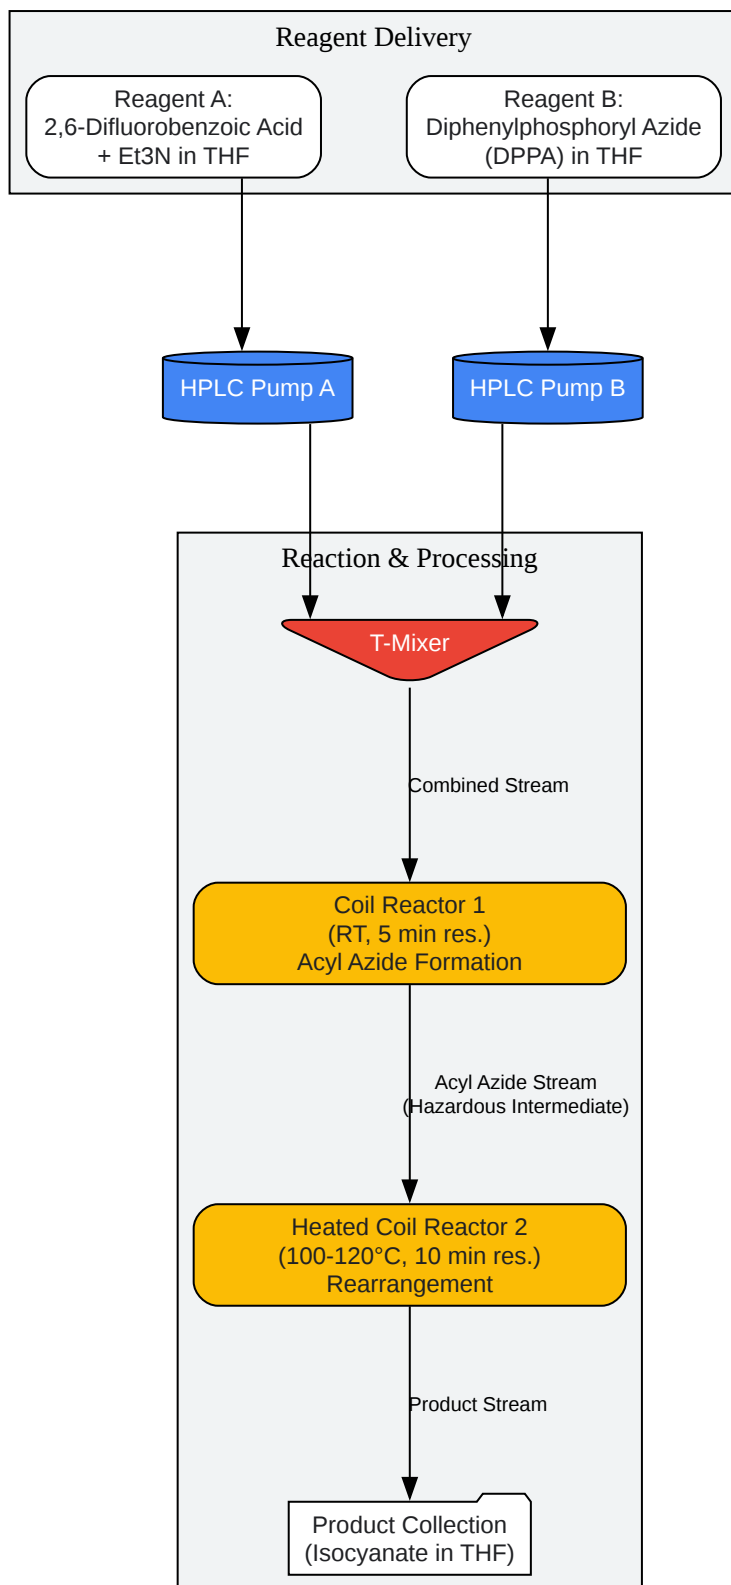 Reagent Delivery
Reagent A:
2,6-Difluorobenzoic Acid
+ Et3N in THF
Reagent B:
Diphenylphosphoryl Azide
(DPPA) in THF
HPLC Pump A
HPLC Pump B
Reaction & Processing
T-Mixer
Combined Stream
Coil Reactor 1
(RT, 5 min res.)
Acyl Azide Formation
Acyl Azide Stream
(Hazardous Intermediate)
Heated Coil Reactor 2
(100-120°C, 10 min res.)
Rearrangement
Product Stream
Product Collection
(Isocyanate in THF)